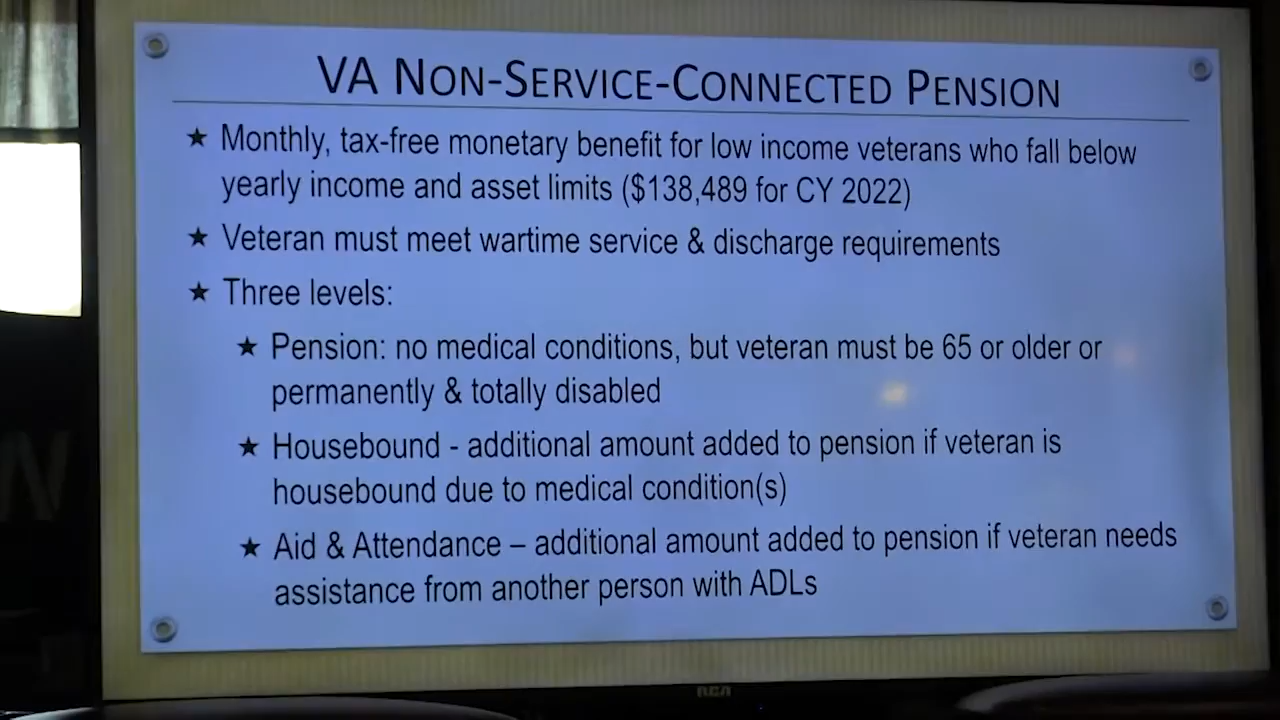 VA NON-SERVICE-CONNECTED PENSION
★ Monthly, tax-free monetary benefit for low income veterans who fall below
yearly income and asset limits ($138,489 for CY 2022)
★ Veteran must meet wartime service & discharge requirements
★ Three levels:
★ Pension: no medical conditions, but veteran must be 65 or older or
permanently & totally disabled
★ Housebound - additional amount added to pension if veteran is
housebound due to medical condition(s)
★ Aid & Attendance – additional amount added to pension if veteran needs
assistance from another person with ADLs
RCA